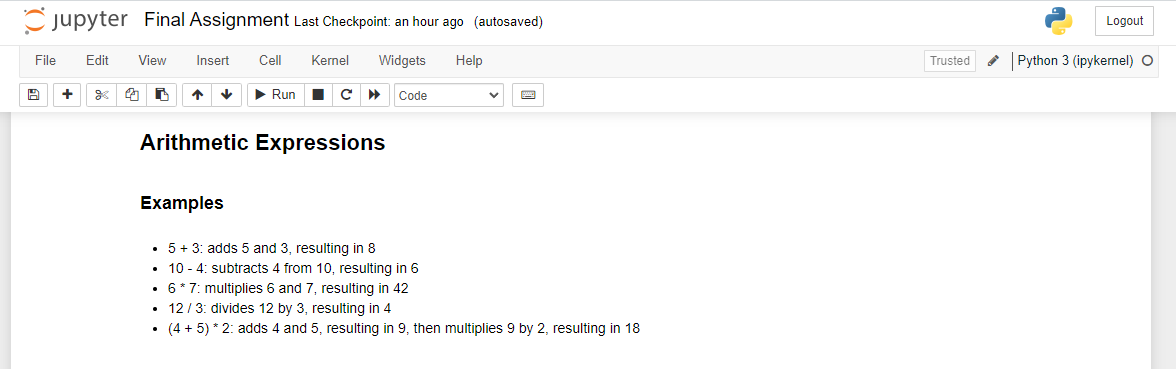 jupyter Final Assignment Last Checkpoint: an hour ago (autosaved) Logout
File Edit View Insert Cell Kernel Widgets Help Trusted Python 3 (ipykernel)
Run Code
Arithmetic Expressions
Examples
• 5 + 3: adds 5 and 3, resulting in 8
• 10 - 4: subtracts 4 from 10, resulting in 6
• 6 * 7: multiplies 6 and 7, resulting in 42
• 12 / 3: divides 12 by 3, resulting in 4
• (4 + 5) * 2: adds 4 and 5, resulting in 9, then multiplies 9 by 2, resulting in 18